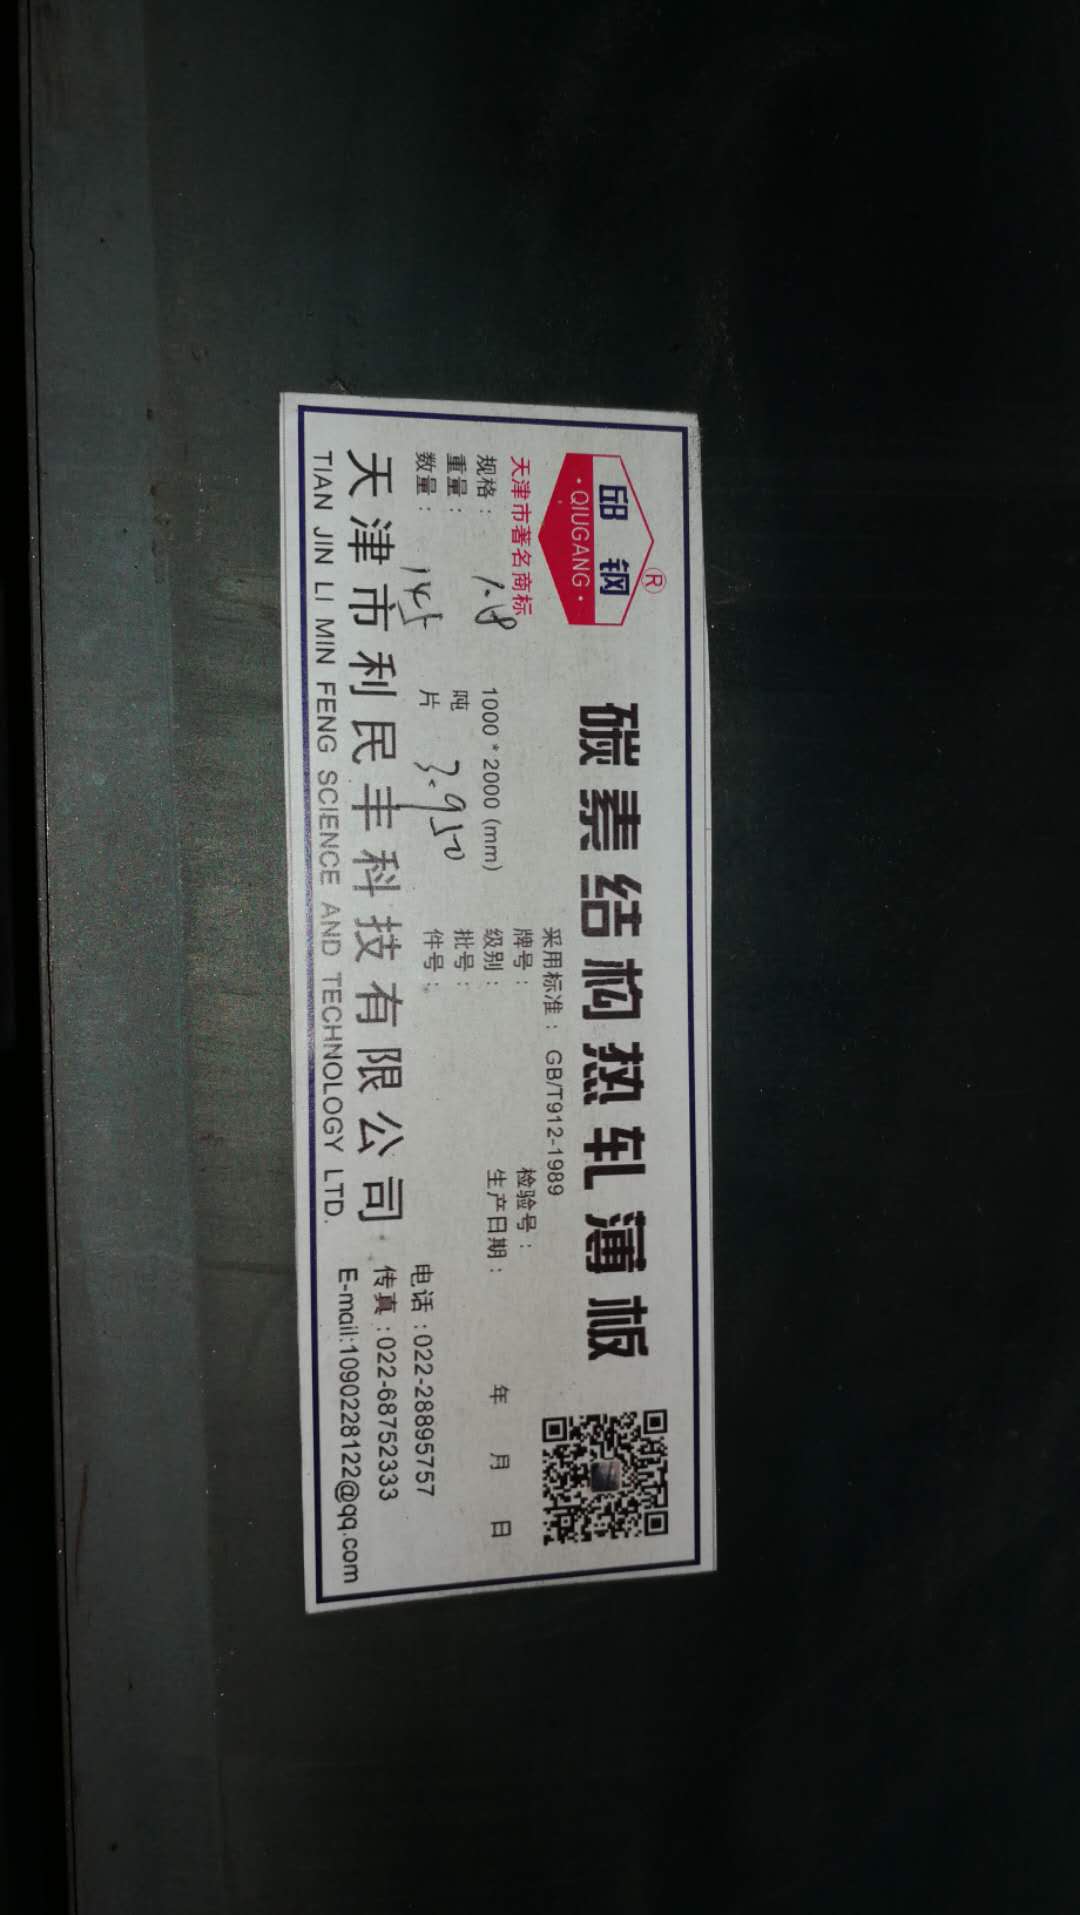 邱钢®
·QIUGANG·
天津市著名商标
碳素结构热轧薄板
采用标准：GB/T912-1989
规格： 1.8 1000*2000 (mm) 牌号： 检验号：
重量： 吨 级别： 生产日期： 年 月 日
数量： 145 片 3.950 批号：
件号：
天津市利民丰科技有限公司
TIAN JIN LI MIN FENG SCIENCE AND TECHNOLOGY LTD.
电话:022-28895757
传真:022-68752333
E-mail:1090228122@qq.com